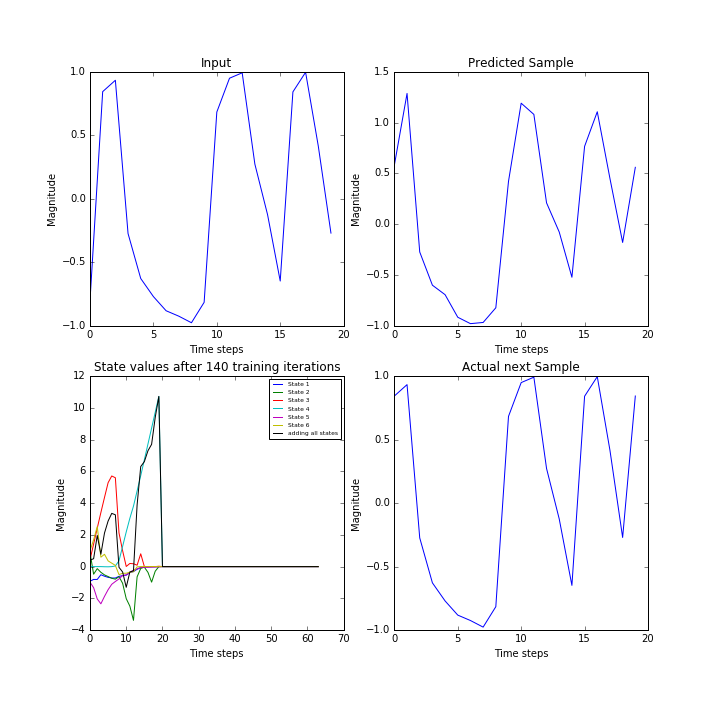 Input
Magnitude
1.0
0.5
0.0
−0.5
−1.0
0 5 10 15 20
Time steps
Predicted Sample
Magnitude
1.5
1.0
0.5
0.0
−0.5
−1.0
0 5 10 15 20
Time steps
State values after 140 training iterations
Magnitude
12
10
8
6
4
2
0
−2
−4
0 10 20 30 40 50 60 70
Time steps
State 1
State 2
State 3
State 4
State 5
State 6
adding all states
Actual next Sample
Magnitude
1.0
0.5
0.0
−0.5
−1.0
0 5 10 15 20
Time steps